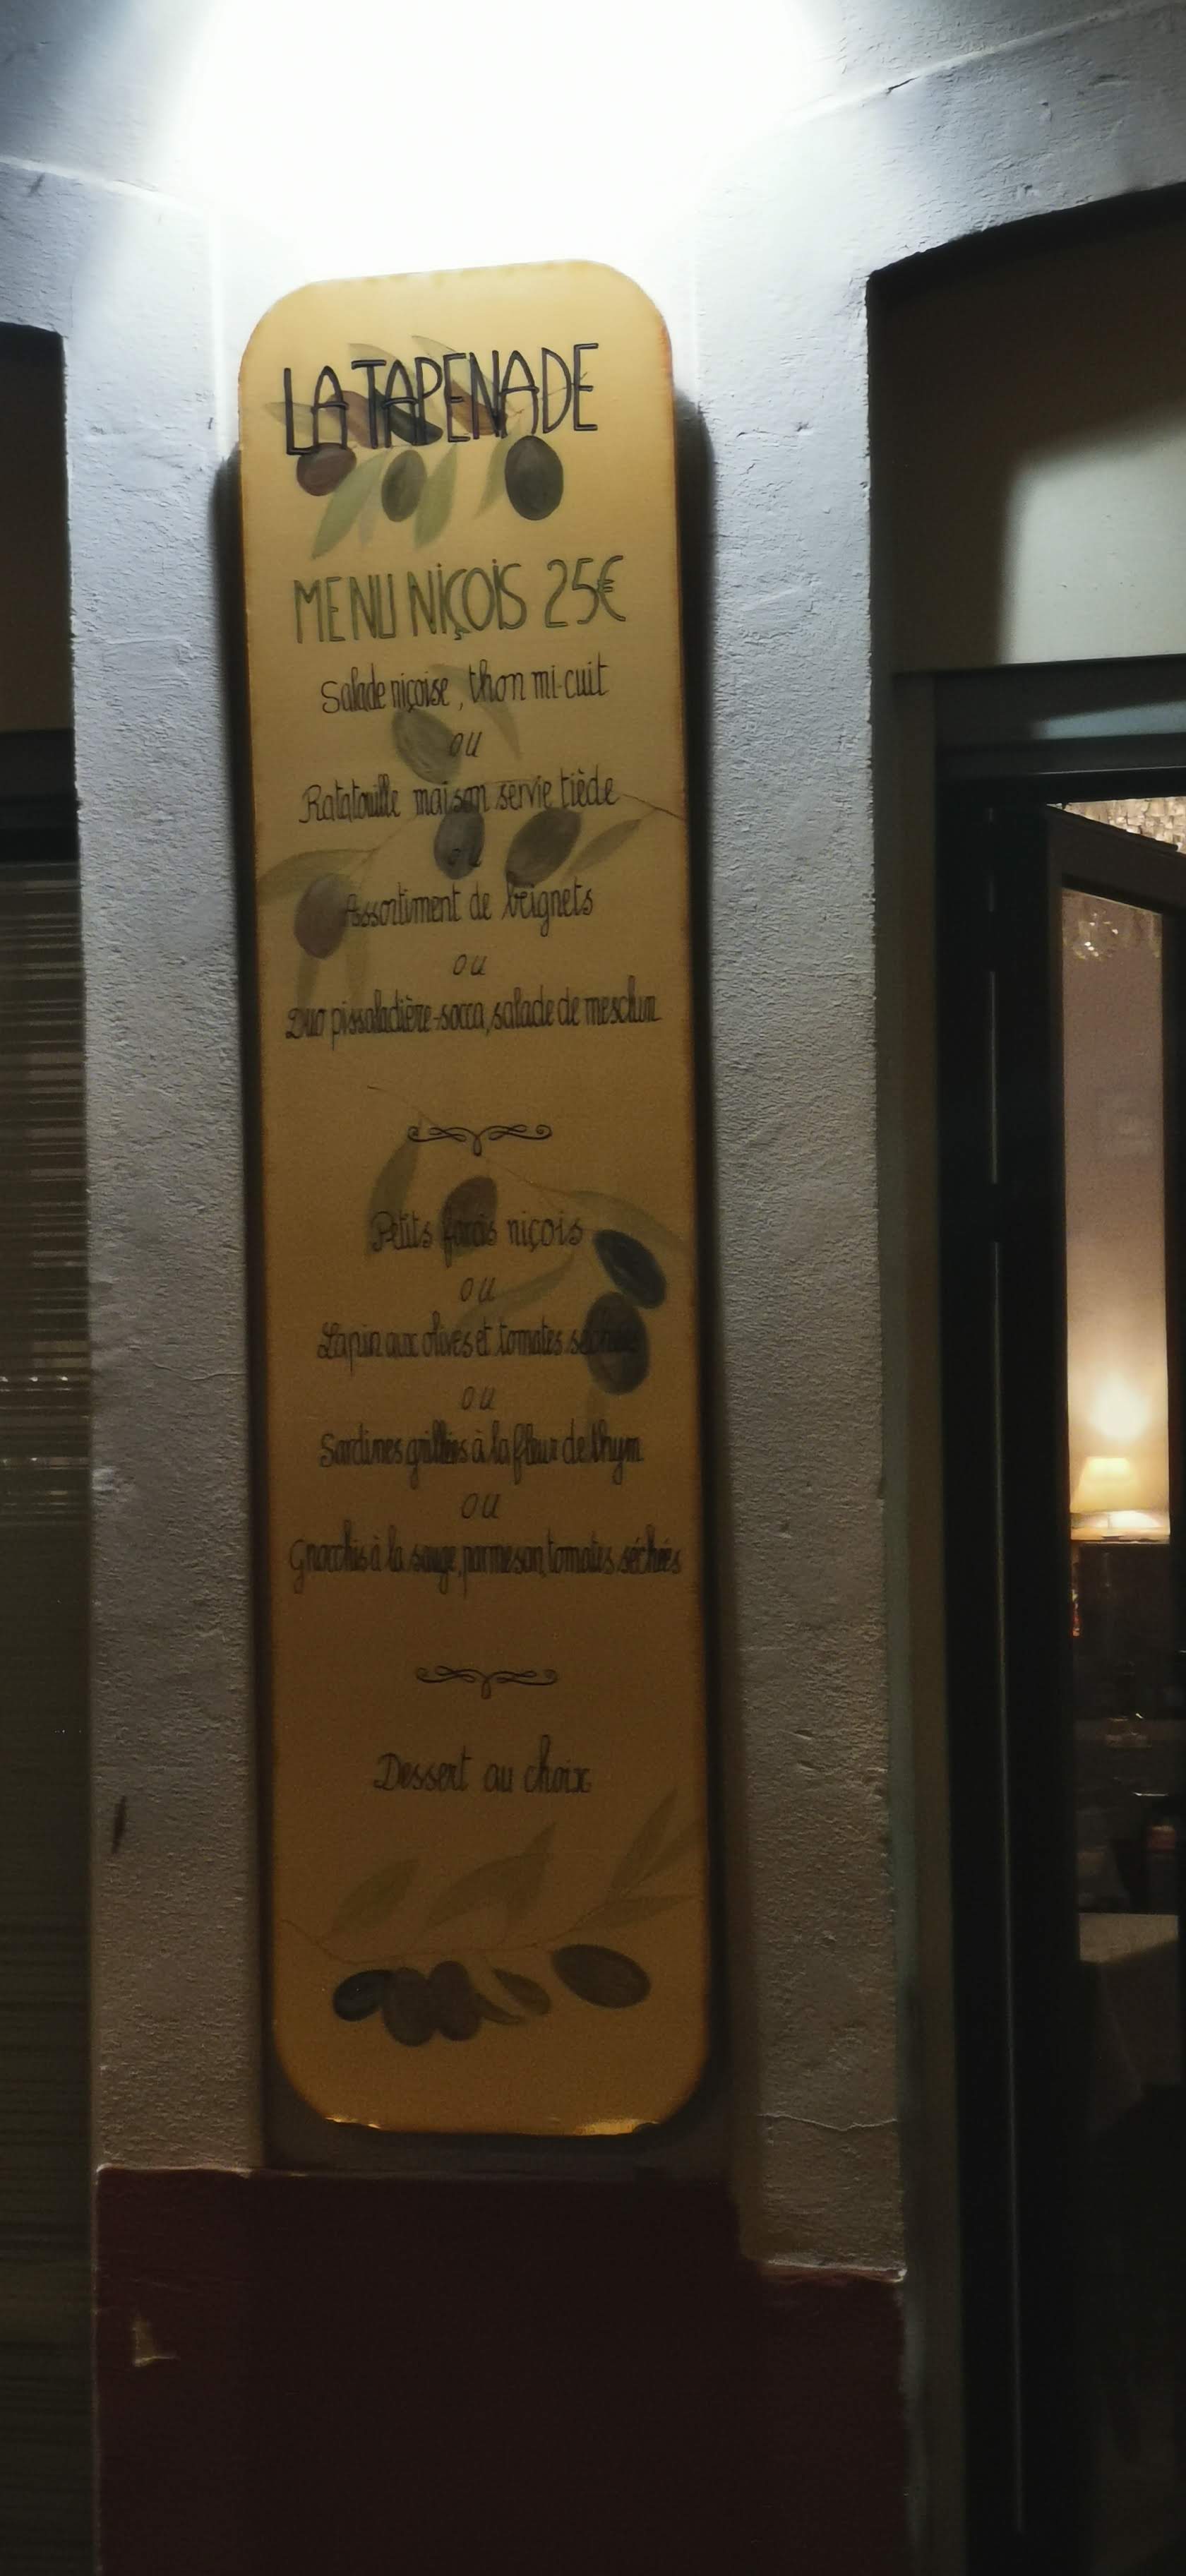 LA TAPENADE
MENU NIÇOIS 25€
Salade niçoise, thon mi-cuit
ou
Ratatouille maison servie tiède
ou
Assortiment de beignets
ou
Duo pissaladière-socca, salade de mesclun
Petits farcis niçois
ou
Lapin aux olives et tomates séchées
ou
Sardines grillées à la fleur de thym
ou
Gnocchis à la sauge, parmesan, tomates séchées
Dessert au choix